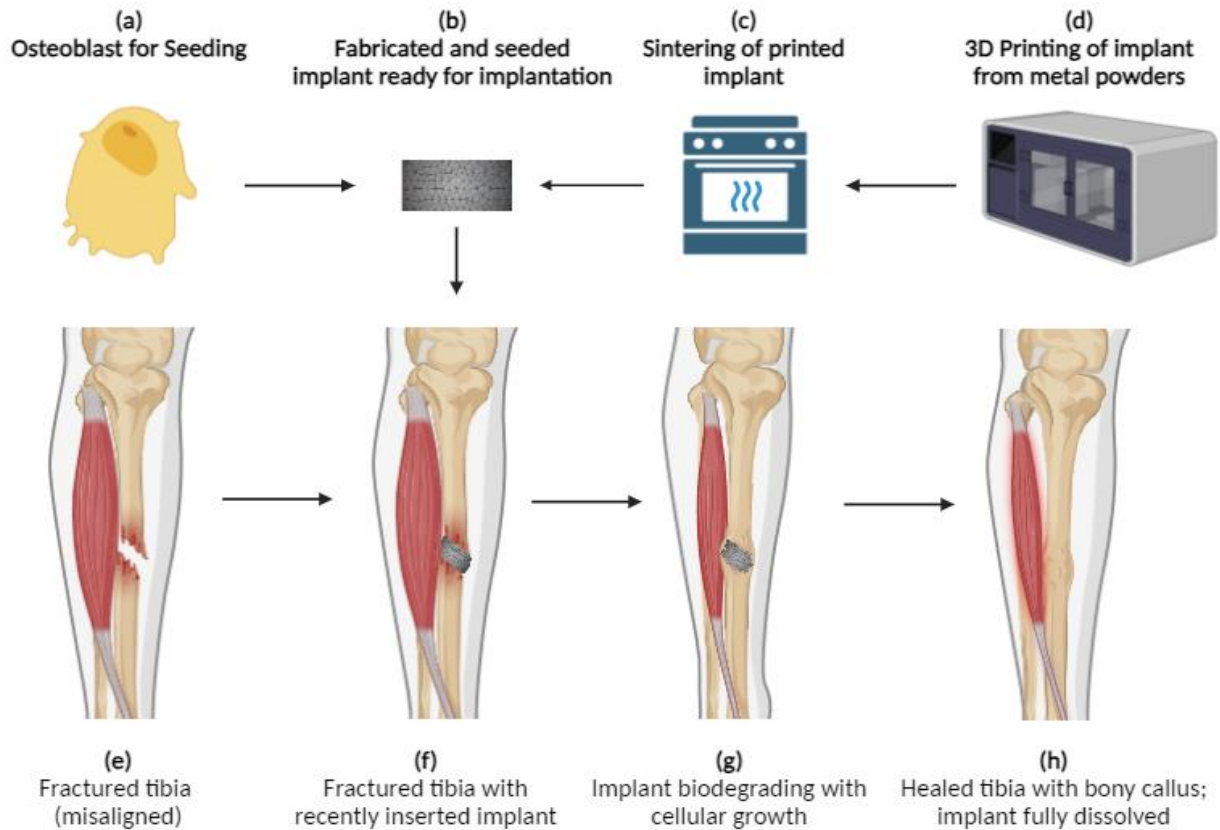 (a)
Osteoblast for Seeding
(b)
Fabricated and seeded
implant ready for implantation
(c)
Sintering of printed
implant
(d)
3D Printing of implant
from metal powders
(e)
Fractured tibia
(misaligned)
(f)
Fractured tibia with
recently inserted implant
(g)
Implant biodegrading with
cellular growth
(h)
Healed tibia with bony callus;
implant fully dissolved